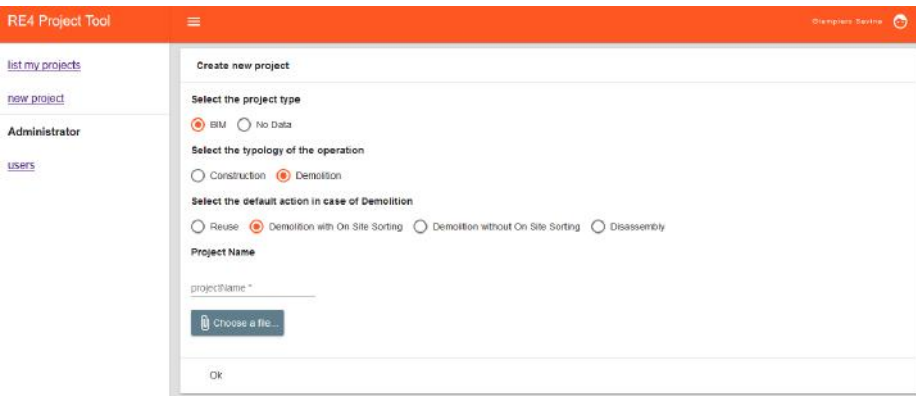 RE4 Project Tool
Giampiero Savino
list my projects
new project
Administrator
users
Create new project
Select the project type
BIM No Data
Select the typology of the operation
Construction Demolition
Select the default action in case of Demolition
Reuse Demolition with On Site Sorting Demolition without On Site Sorting Disassembly
Project Name
projectName *
Choose a file...
Ok